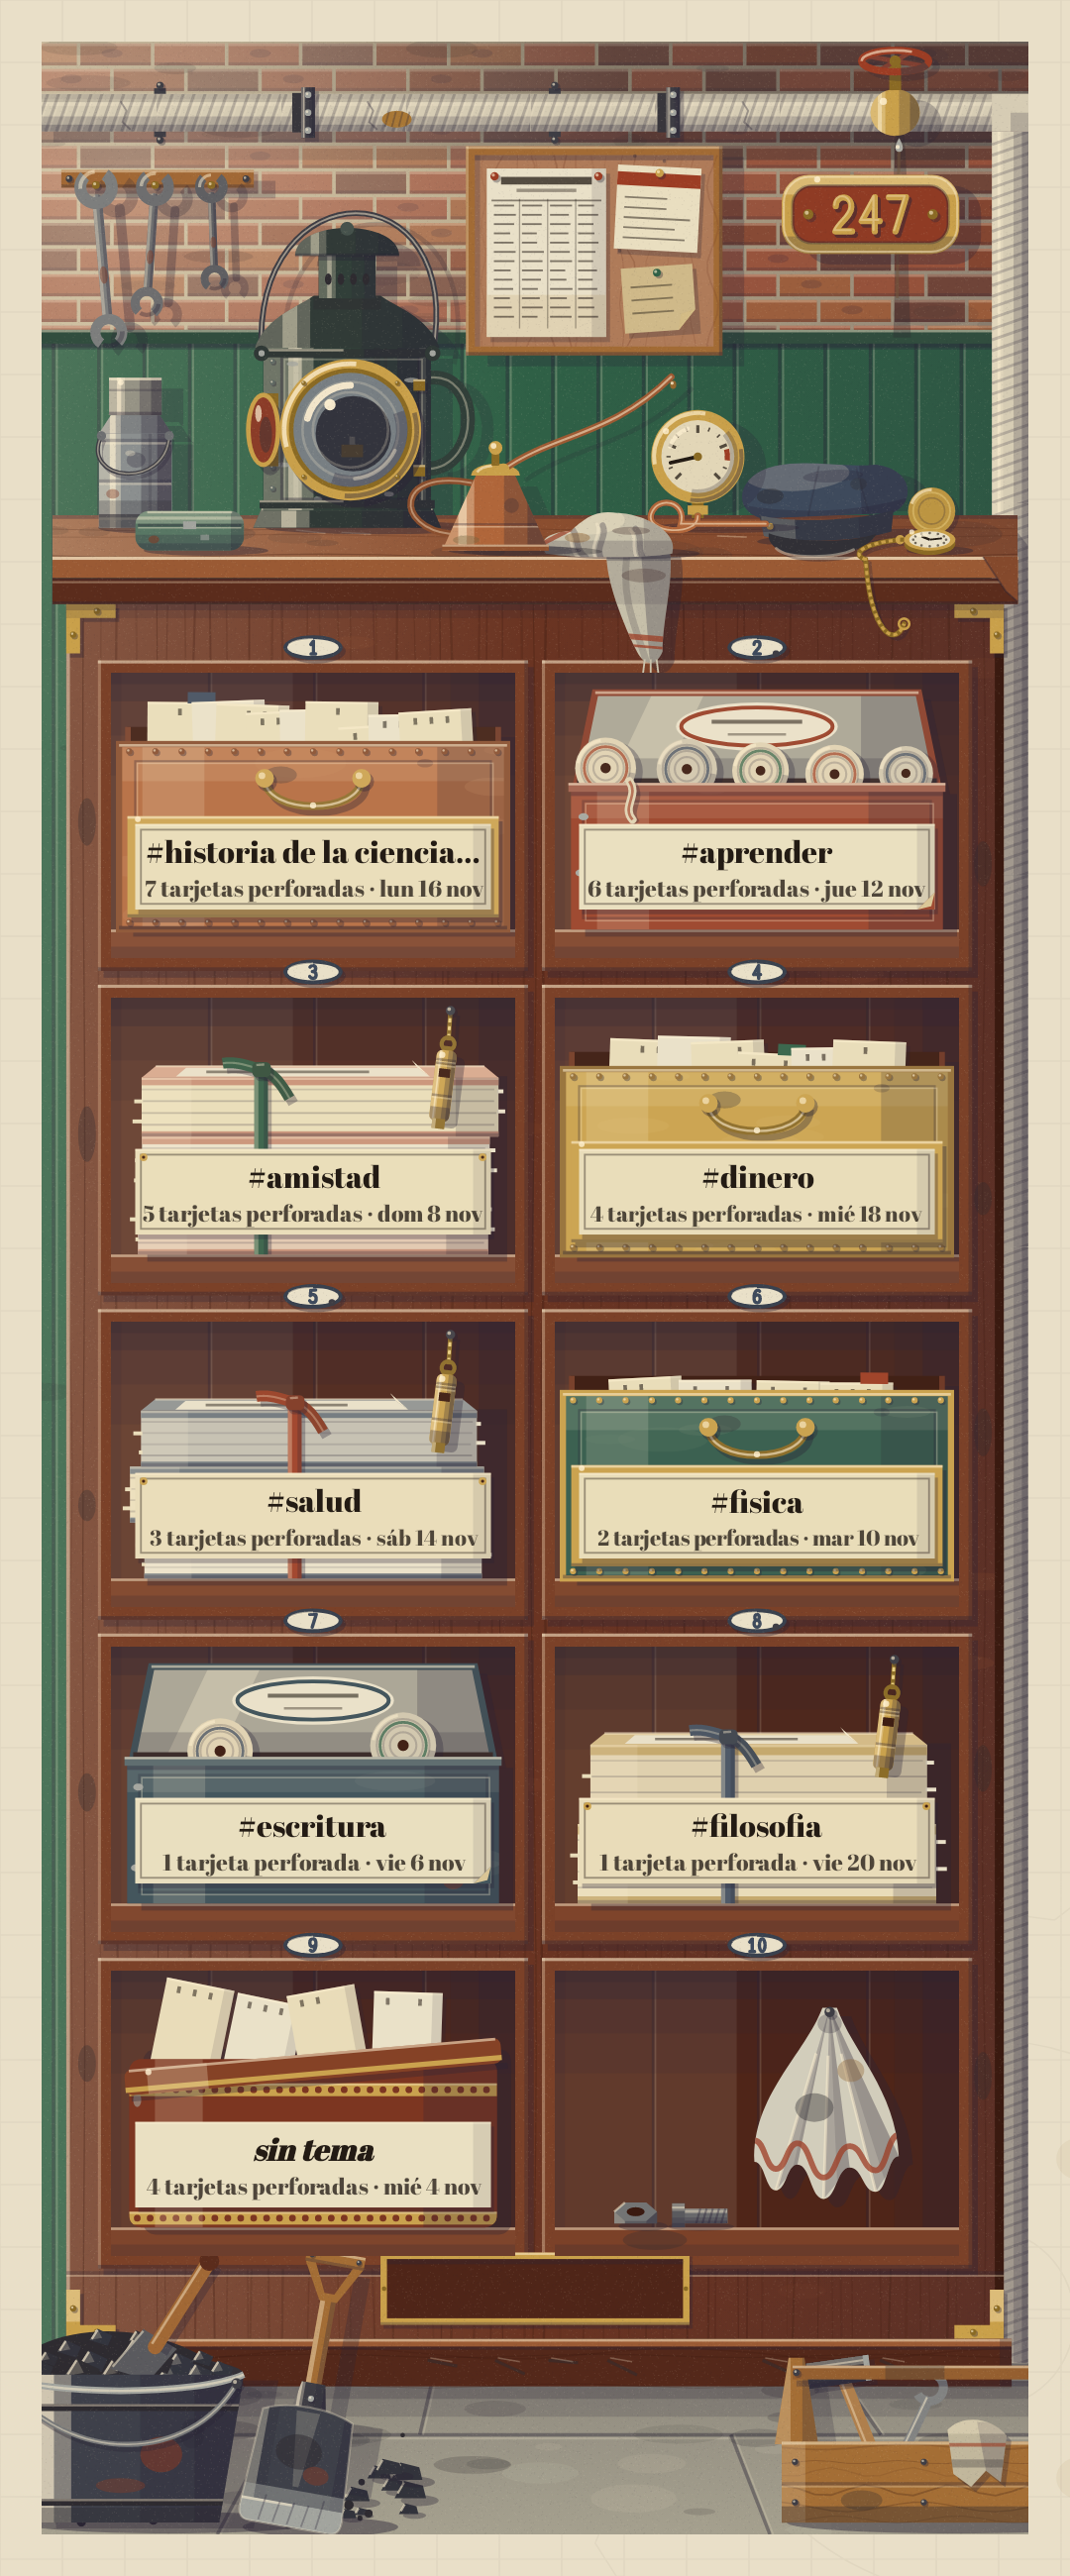 247
1
2
#historia de la ciencia...
7 tarjetas perforadas · lun 16 nov
#aprender
6 tarjetas perforadas · jue 12 nov
3
4
#amistad
5 tarjetas perforadas · dom 8 nov
#dinero
4 tarjetas perforadas · mié 18 nov
5
6
#salud
3 tarjetas perforadas · sáb 14 nov
#fisica
2 tarjetas perforadas · mar 10 nov
7
8
#escritura
1 tarjeta perforada · vie 6 nov
#filosofia
1 tarjeta perforada · vie 20 nov
9
10
sin tema
4 tarjetas perforadas · mié 4 nov